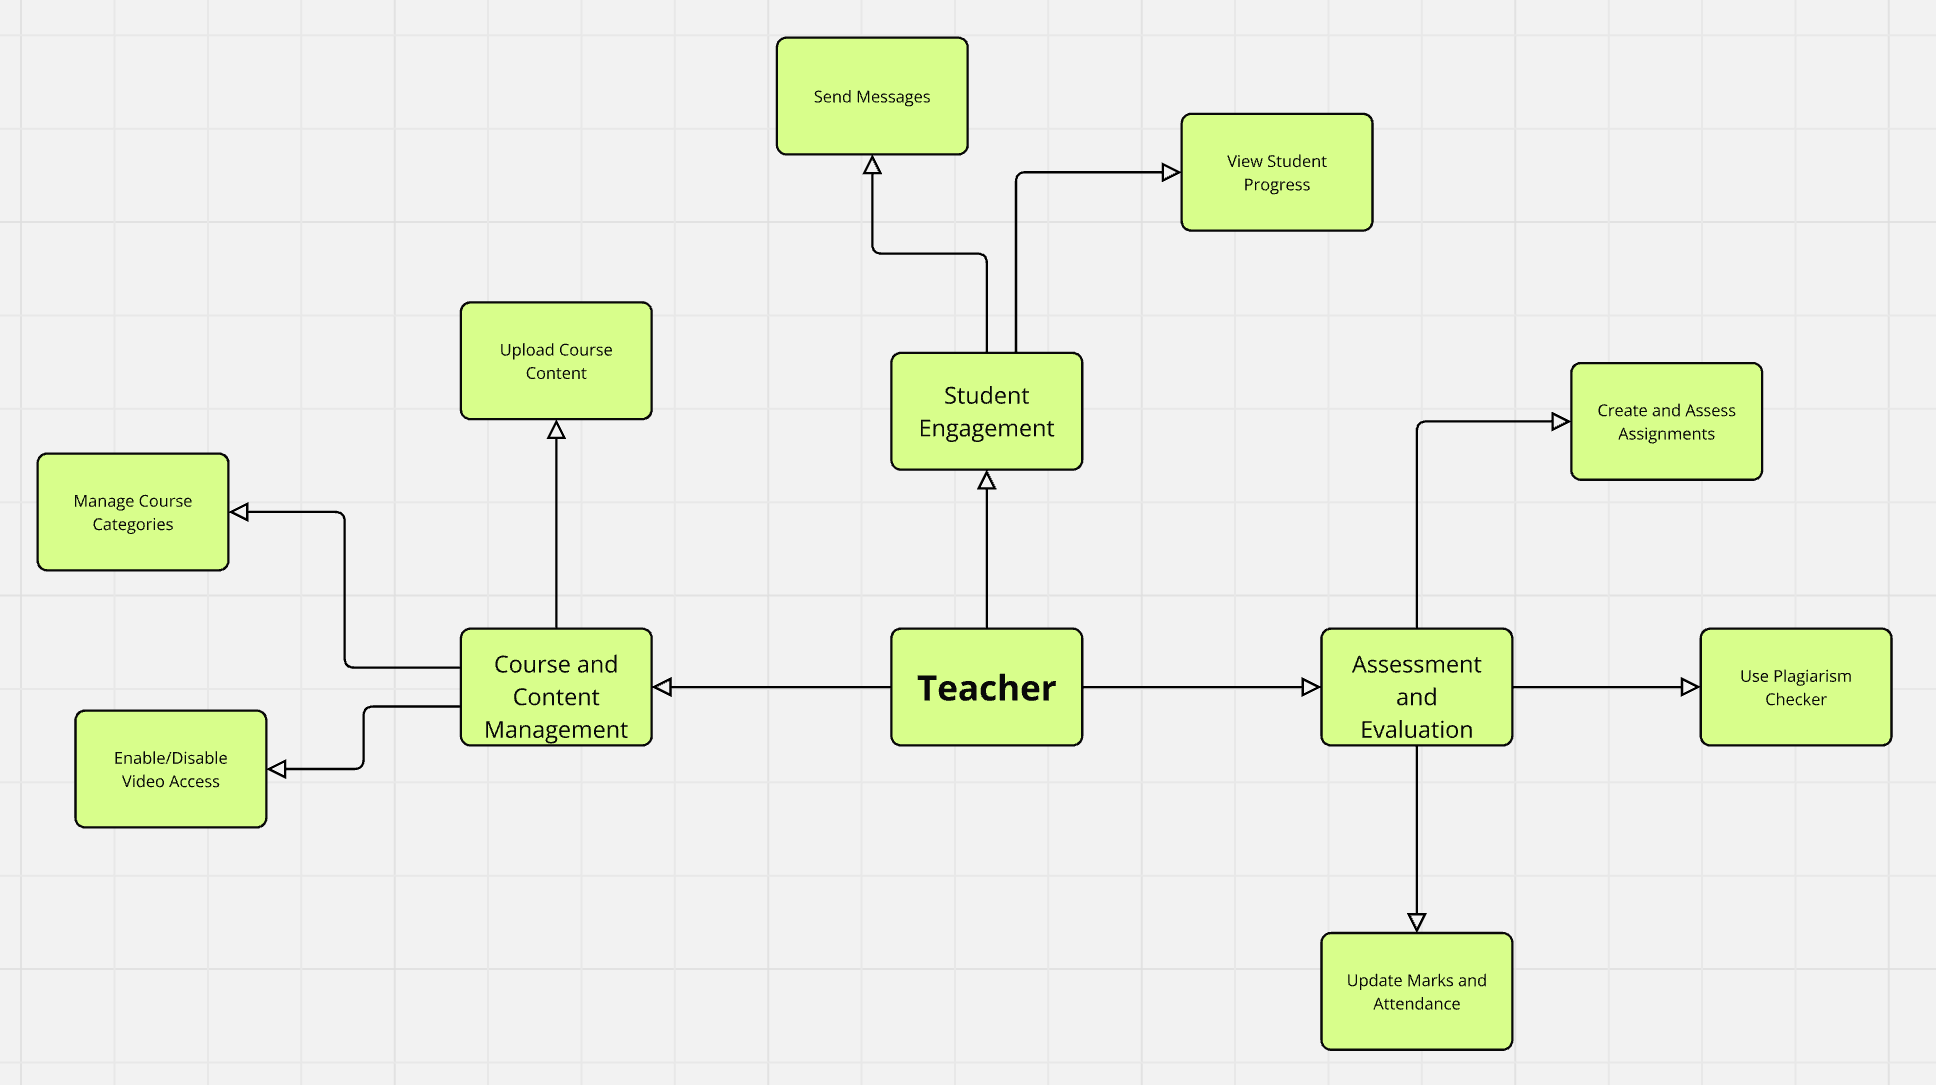 Send Messages
View Student
Progress
Upload Course
Content
Student
Engagement
Create and Assess
Assignments
Manage Course
Categories
Course and
Content
Management
Teacher
Assessment
and
Evaluation
Use Plagiarism
Checker
Enable/Disable
Video Access
Update Marks and
Attendance